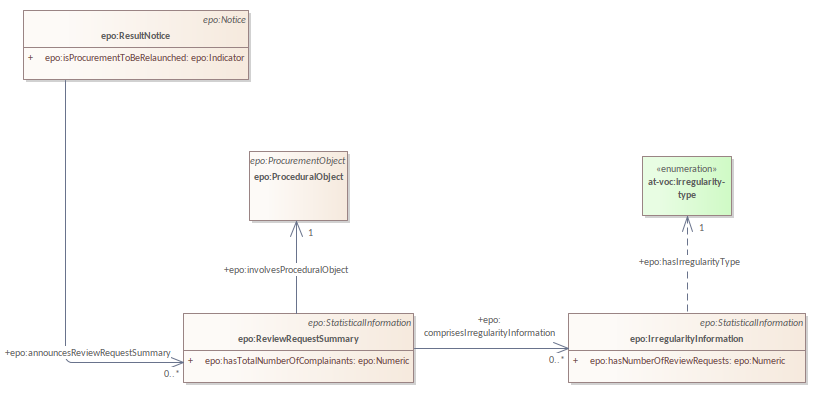 epo:Notice
epo:ResultNotice
+ epo:isProcurementToBeRelaunched: epo:Indicator
epo:ProcurementObject
epo:ProceduralObject
«enumeration»
at-voc:irregularity-
type
1
1
+epo:involvesProceduralObject
+epo:hasIrregularityType
epo:StatisticalInformation
epo:ReviewRequestSummary
+ epo:hasTotalNumberOfComplainants: epo:Numeric
+epo:
comprisesIrregularityInformation
0..*
epo:StatisticalInformation
epo:IrregularityInformation
+ epo:hasNumberOfReviewRequests: epo:Numeric
+epo:announcesReviewRequestSummary
0..*